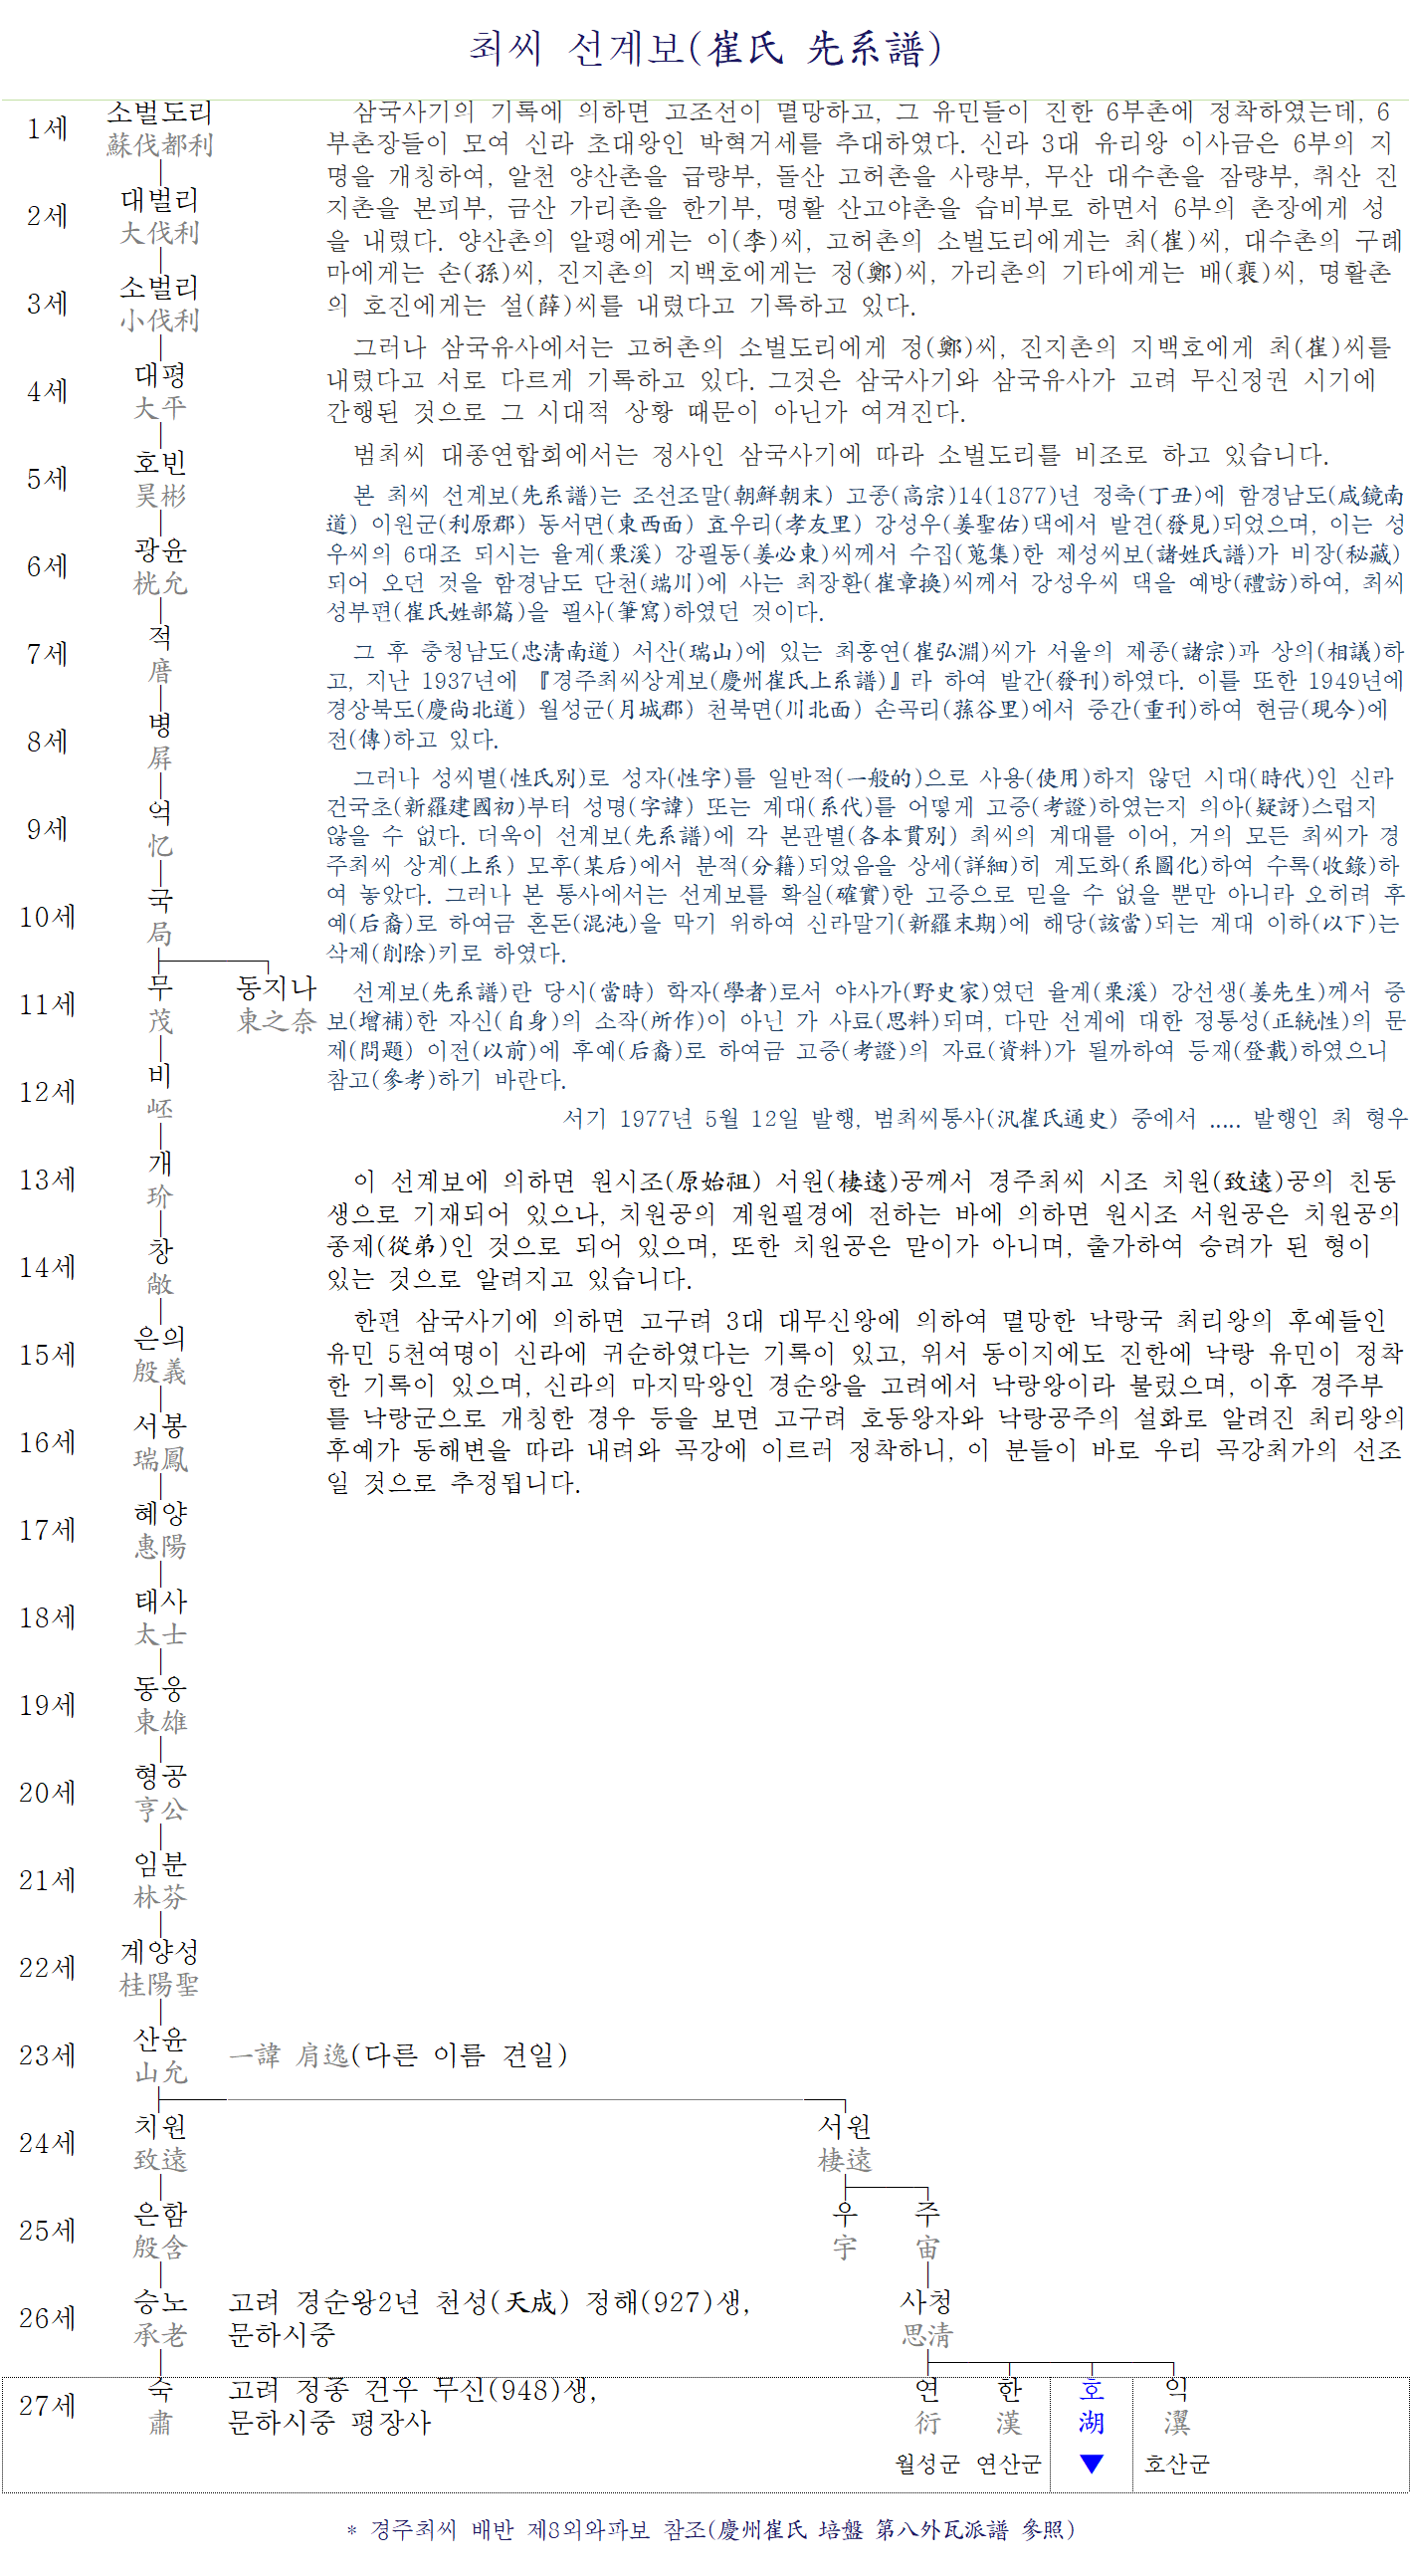 최씨 선계보(崔氏 先系譜)
1세
소벌도리
蘇伐都利
2세
대벌리
大伐利
3세
소벌리
小伐利
4세
대평
大平
5세
호빈
昊彬
6세
광윤
桄允
7세
적
8세
병
屛
9세
억
忆
10세
국
局
11세
무
茂
동지나
東之奈
12세
비
岯
13세
개
玠
14세
창
敞
15세
은의
殷義
16세
서봉
瑞鳳
17세
혜양
惠陽
18세
태사
太士
19세
동웅
東雄
20세
형공
亨公
21세
임분
林芬
22세
계양성
桂陽聖
23세
산윤
山允
一諱 肩逸(다른 이름 견일)
24세
치원
致遠
서원
棲遠
25세
은함
殷含
우
宇
주
宙
26세
승노
承老
고려 경순왕2년 천성(天成) 정해(927)생,
문하시중
사청
思淸
27세
숙
肅
고려 정종 건우 무신(948)생,
문하시중 평장사
연
衍
월성군
한
漢
연산군
호
湖
▼
익
瀷
호산군
삼국사기의 기록에 의하면 고조선이 멸망하고, 그 유민들이 진한 6부촌에 정착하였는데, 6
부촌장들이 모여 신라 초대왕인 박혁거세를 추대하였다. 신라 3대 유리왕 이사금은 6부의 지
명을 개칭하여, 알천 양산촌을 급량부, 돌산 고허촌을 사량부, 무산 대수촌을 잠량부, 취산 진
지촌을 본피부, 금산 가리촌을 한기부, 명활 산고야촌을 습비부로 하면서 6부의 촌장에게 성
을 내렸다. 양산촌의 알평에게는 이(李)씨, 고허촌의 소벌도리에게는 최(崔)씨, 대수촌의 구례
마에게는 손(孫)씨, 진지촌의 지백호에게는 정(鄭)씨, 가리촌의 기타에게는 배(裵)씨, 명활촌
의 호진에게는 설(薛)씨를 내렸다고 기록하고 있다.
그러나 삼국유사에서는 고허촌의 소벌도리에게 정(鄭)씨, 진지촌의 지백호에게 최(崔)씨를
내렸다고 서로 다르게 기록하고 있다. 그것은 삼국사기와 삼국유사가 고려 무신정권 시기에
간행된 것으로 그 시대적 상황 때문이 아닌가 여겨진다.
범최씨 대종연합회에서는 정사인 삼국사기에 따라 소벌도리를 비조로 하고 있습니다.
본 최씨 선계보(先系譜)는 조선조말(朝鮮朝末) 고종(高宗)14(1877)년 정축(丁丑)에 함경남도(咸鏡南
道) 이원군(利原郡) 동서면(東西面) 효우리(孝友里) 강성우(姜聖佑)댁에서 발견(發見)되었으며, 이는 성
우씨의 6대조 되시는 율계(栗溪) 강필동(姜必東)씨께서 수집(蒐集)한 제성씨보(諸姓氏譜)가 비장(秘藏)
되어 오던 것을 함경남도 단천(端川)에 사는 최장환(崔章換)씨께서 강성우씨 댁을 예방(禮訪)하여, 최씨
성부편(崔氏姓部篇)을 필사(筆寫)하였던 것이다.
그 후 충청남도(忠淸南道) 서산(瑞山)에 있는 최홍연(崔弘淵)씨가 서울의 제종(諸宗)과 상의(相議)하
고, 지난 1937년에 『경주최씨상계보(慶州崔氏上系譜)』라 하여 발간(發刊)하였다. 이를 또한 1949년에
경상북도(慶尙北道) 월성군(月城郡) 천북면(川北面) 손곡리(蓀谷里)에서 중간(重刊)하여 현금(現今)에
전(傳)하고 있다.
그러나 성씨별(性氏別)로 성자(性字)를 일반적(一般的)으로 사용(使用)하지 않던 시대(時代)인 신라
건국초(新羅建國初)부터 성명(字諱) 또는 계대(系代)를 어떻게 고증(考證)하였는지 의아(疑訝)스럽지
않을 수 없다. 더욱이 선계보(先系譜)에 각 본관별(各本貫別) 최씨의 계대를 이어, 거의 모든 최씨가 경
주최씨 상계(上系) 모후(某后)에서 분적(分籍)되었음을 상세(詳細)히 계도화(系圖化)하여 수록(收錄)하
여 놓았다. 그러나 본 통사에서는 선계보를 확실(確實)한 고증으로 믿을 수 없을 뿐만 아니라 오히려 후
예(后裔)로 하여금 혼돈(混沌)을 막기 위하여 신라말기(新羅末期)에 해당(該當)되는 계대 이하(以下)는
삭제(削除)키로 하였다.
선계보(先系譜)란 당시(當時) 학자(學者)로서 야사가(野史家)였던 율계(栗溪) 강선생(姜先生)께서 증
보(增補)한 자신(自身)의 소작(所作)이 아닌 가 사료(思料)되며, 다만 선계에 대한 정통성(正統性)의 문
제(問題) 이전(以前)에 후예(后裔)로 하여금 고증(考證)의 자료(資料)가 될까하여 등재(登載)하였으니
참고(參考)하기 바란다.
서기 1977년 5월 12일 발행, 범최씨통사(汎崔氏通史) 중에서 ..... 발행인 최 형우
이 선계보에 의하면 원시조(原始祖) 서원(棲遠)공께서 경주최씨 시조 치원(致遠)공의 친동
생으로 기재되어 있으나, 치원공의 계원필경에 전하는 바에 의하면 원시조 서원공은 치원공의
종제(從弟)인 것으로 되어 있으며, 또한 치원공은 맏이가 아니며, 출가하여 승려가 된 형이
있는 것으로 알려지고 있습니다.
한편 삼국사기에 의하면 고구려 3대 대무신왕에 의하여 멸망한 낙랑국 최리왕의 후예들인
유민 5천여명이 신라에 귀순하였다는 기록이 있고, 위서 동이지에도 진한에 낙랑 유민이 정착
한 기록이 있으며, 신라의 마지막왕인 경순왕을 고려에서 낙랑왕이라 불렀으며, 이후 경주부
를 낙랑군으로 개칭한 경우 등을 보면 고구려 호동왕자와 낙랑공주의 설화로 알려진 최리왕의
후예가 동해변을 따라 내려와 곡강에 이르러 정착하니, 이 분들이 바로 우리 곡강최가의 선조
일 것으로 추정됩니다.
* 경주최씨 배반 제8외와파보 참조(慶州崔氏 培盤 第八外瓦派譜 參照)